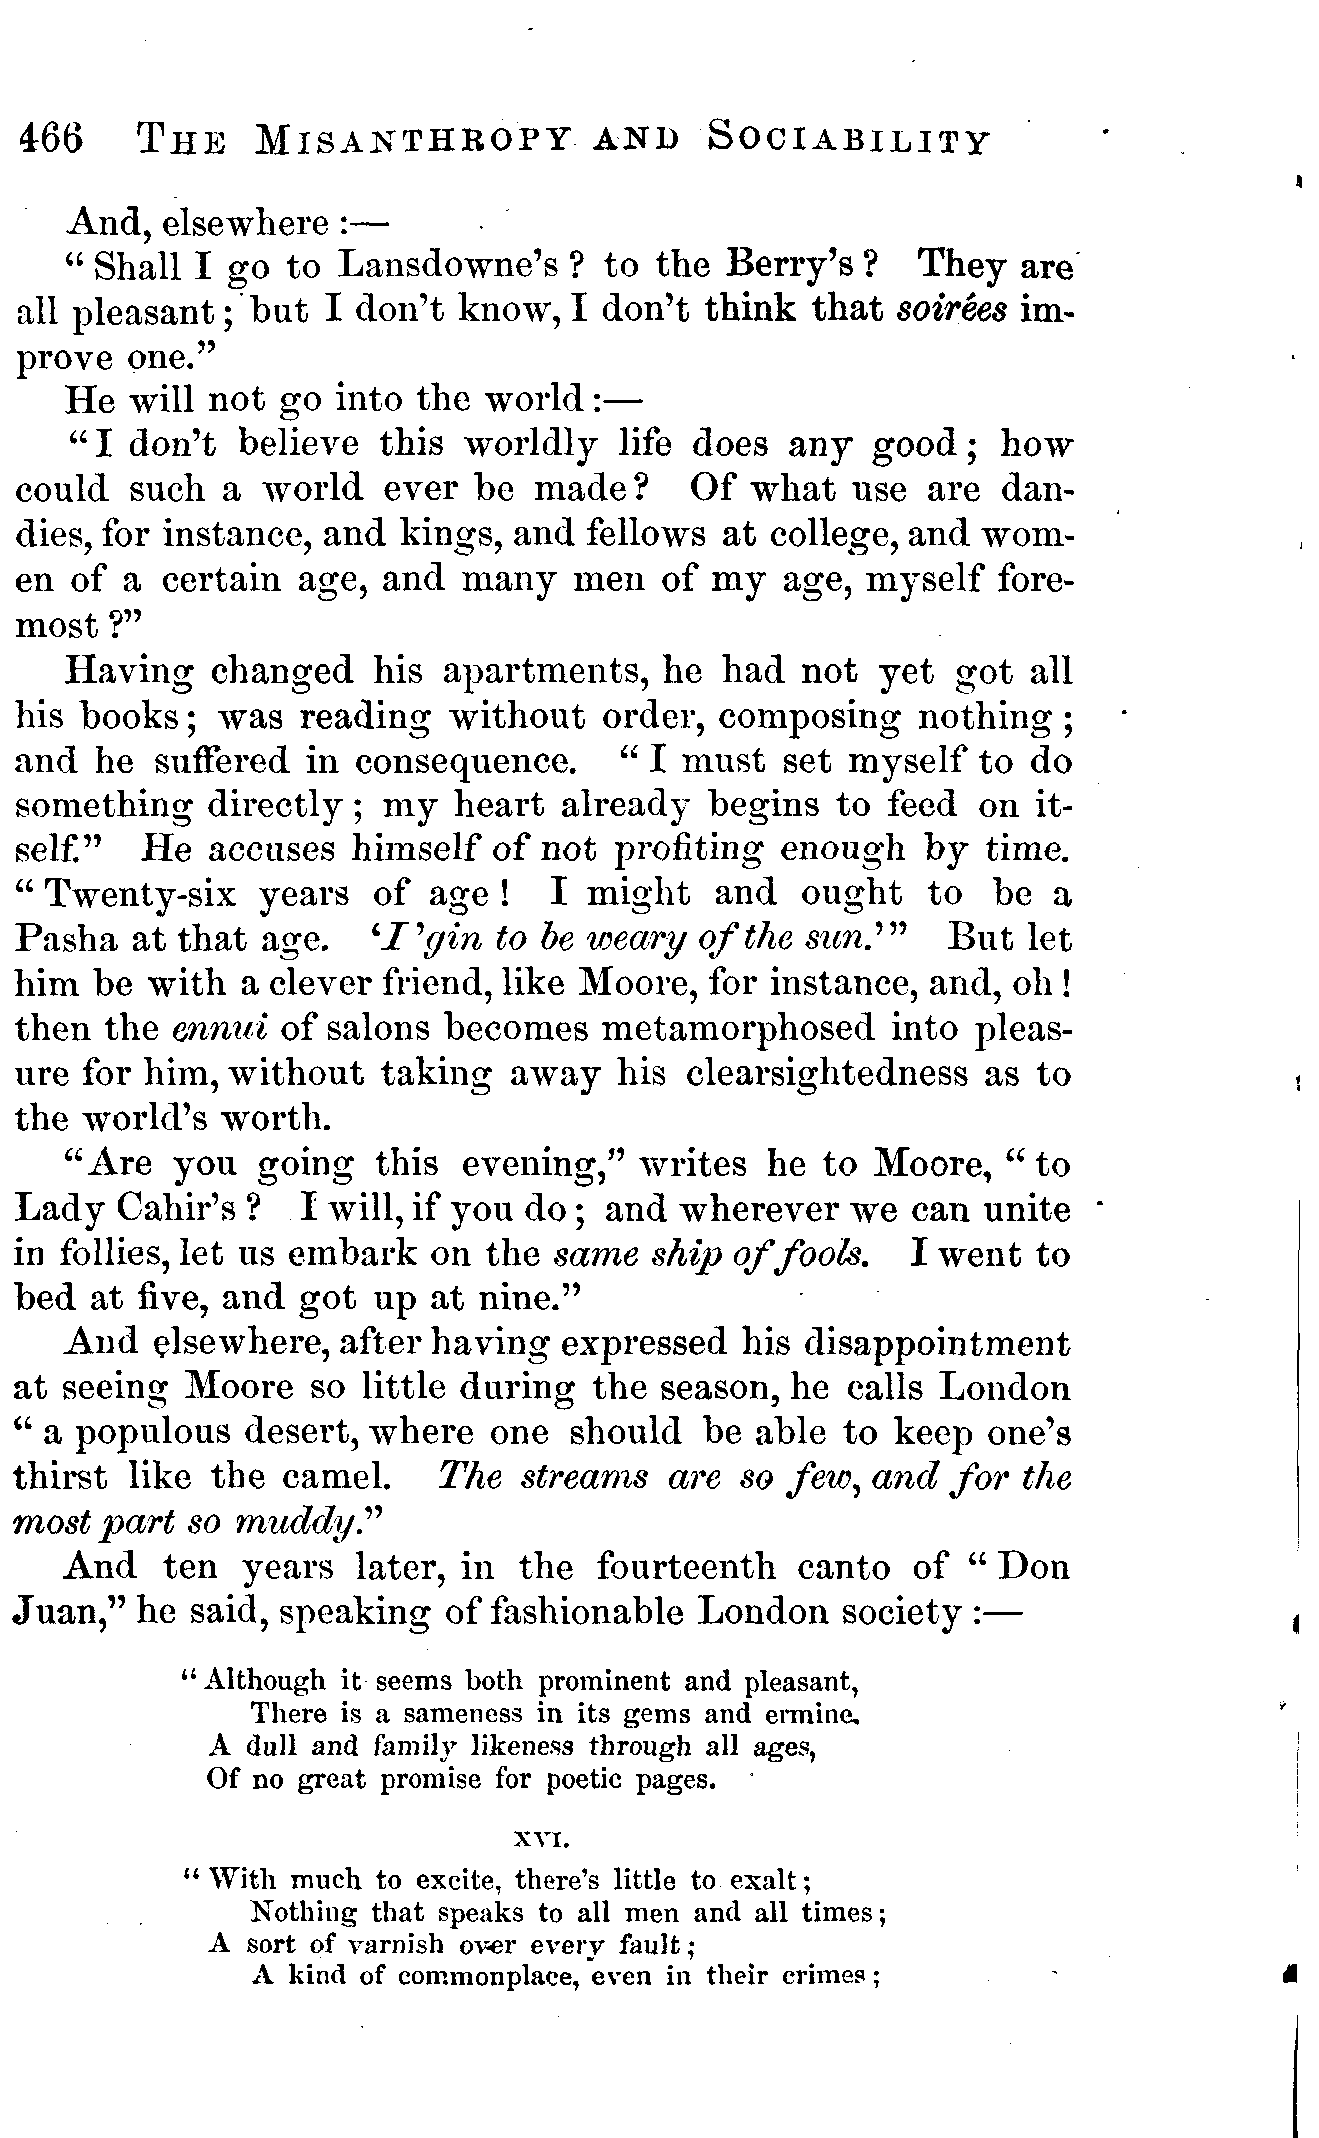 466 THE MISANTHROPY AND SOCIABILITY
And, elsewhere :—
“ Shall I go to Lansdowne’s ? to the Berry’s ? They are
all pleasant ; but I don’t know, I don’t think that soirées im-
prove one.”
He will not go into the world :—
“ I don’t believe this worldly life does any good ; how
could such a world ever be made? Of what use are dan-
dies, for instance, and kings, and fellows at college, and wom-
en of a certain age, and many men of my age, myself fore-
most ?”
Having changed his apartments, he had not yet got all
his books ; was reading without order, composing nothing ;
and he suffered in consequence. “ I must set myself to do
something directly ; my heart already begins to feed on it-
self.” He accuses himself of not profiting enough by time.
“ Twenty-six years of age ! I might and ought to be a
Pasha at that age. ‘I ’gin to be weary of the sun.’ ” But let
him be with a clever friend, like Moore, for instance, and, oh !
then the ennui of salons becomes metamorphosed into pleas-
ure for him, without taking away his clearsightedness as to
the world’s worth.
“Are you going this evening,” writes he to Moore, “ to
Lady Cahir’s ? I will, if you do ; and wherever we can unite
in follies, let us embark on the same ship of fools. I went to
bed at five, and got up at nine.”
And elsewhere, after having expressed his disappointment
at seeing Moore so little during the season, he calls London
“ a populous desert, where one should be able to keep one’s
thirst like the camel. The streams are so few, and for the
most part so muddy.”
And ten years later, in the fourteenth canto of “ Don
Juan,” he said, speaking of fashionable London society :—
“ Although it seems both prominent and pleasant,
There is a sameness in its gems and ermine,
A dull and family likeness through all ages,
Of no great promise for poetic pages.
XVI.
“ With much to excite, there’s little to exalt ;
Nothing that speaks to all men and all times ;
A sort of varnish over every fault ;
A kind of commonplace, even in their crimes ;